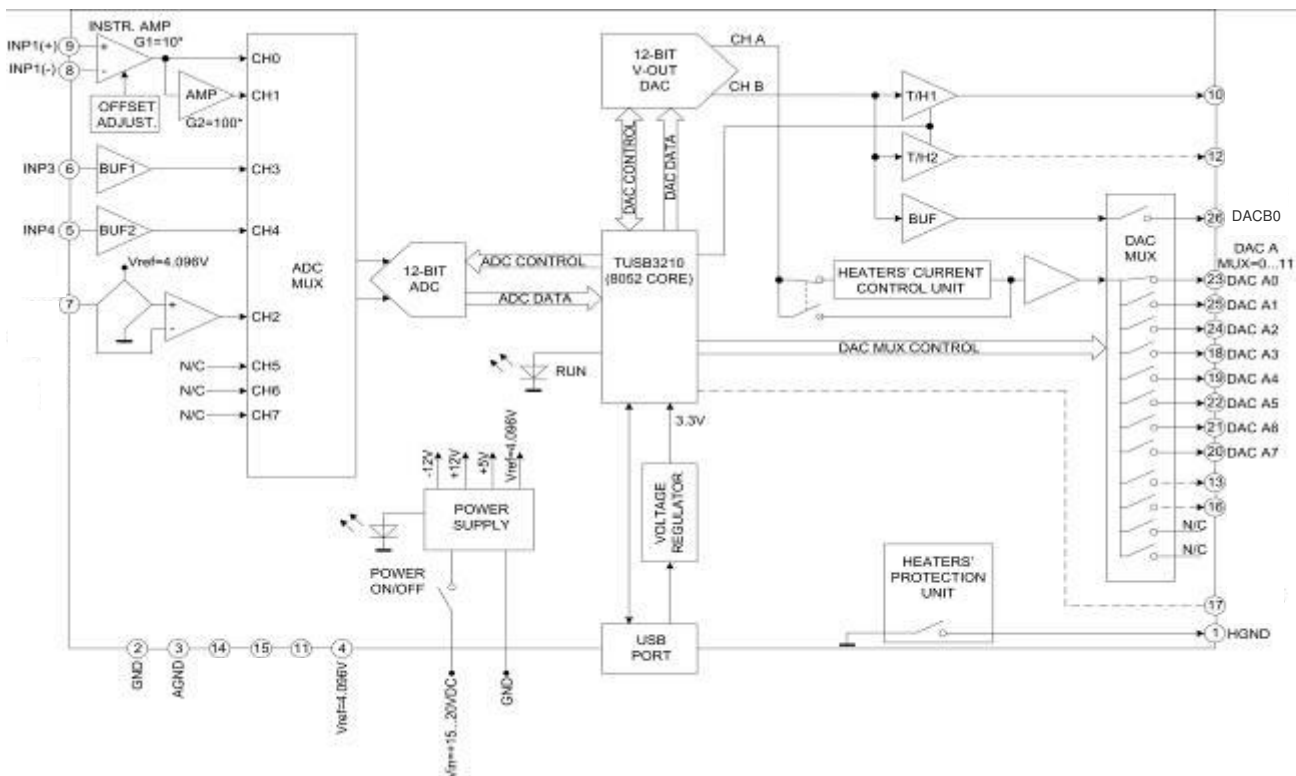 INSTR. AMP
G1=10*
INP1(+) 9 + CH0
INP1(-) 8 -
OFFSET
ADJUST.
AMP CH1
G2=100*
INP3 6 BUF1 CH3
INP4 5 BUF2 CH4
Vref=4.096V
7 + - CH2
N/C CH5
N/C CH6
N/C CH7
ADC
MUX
12-BIT
ADC
ADC CONTROL
ADC DATA
12-BIT
V-OUT
DAC
CH A
CH B
DAC CONTROL
DAC DATA
TUSB3210
(8052 CORE)
RUN
3.3V
VOLTAGE
REGULATOR
USB
PORT
T/H1 10
T/H2 12
BUF 26 DACB0
HEATERS' CURRENT
CONTROL UNIT
DAC MUX CONTROL
DAC
MUX
DAC A
MUX=0...11
23 DAC A0
25 DAC A1
24 DAC A2
18 DAC A3
19 DAC A4
22 DAC A5
21 DAC A6
20 DAC A7
13
16
N/C
N/C
17
HEATERS'
PROTECTION
UNIT
1 HGND
-12V
+12V
+5V
Vref=4.096V
POWER
SUPPLY
POWER
ON/OFF
2 3 14 15 11 4
GND
AGND
Vref=4.096V
Vin=+15...20VDC
GND